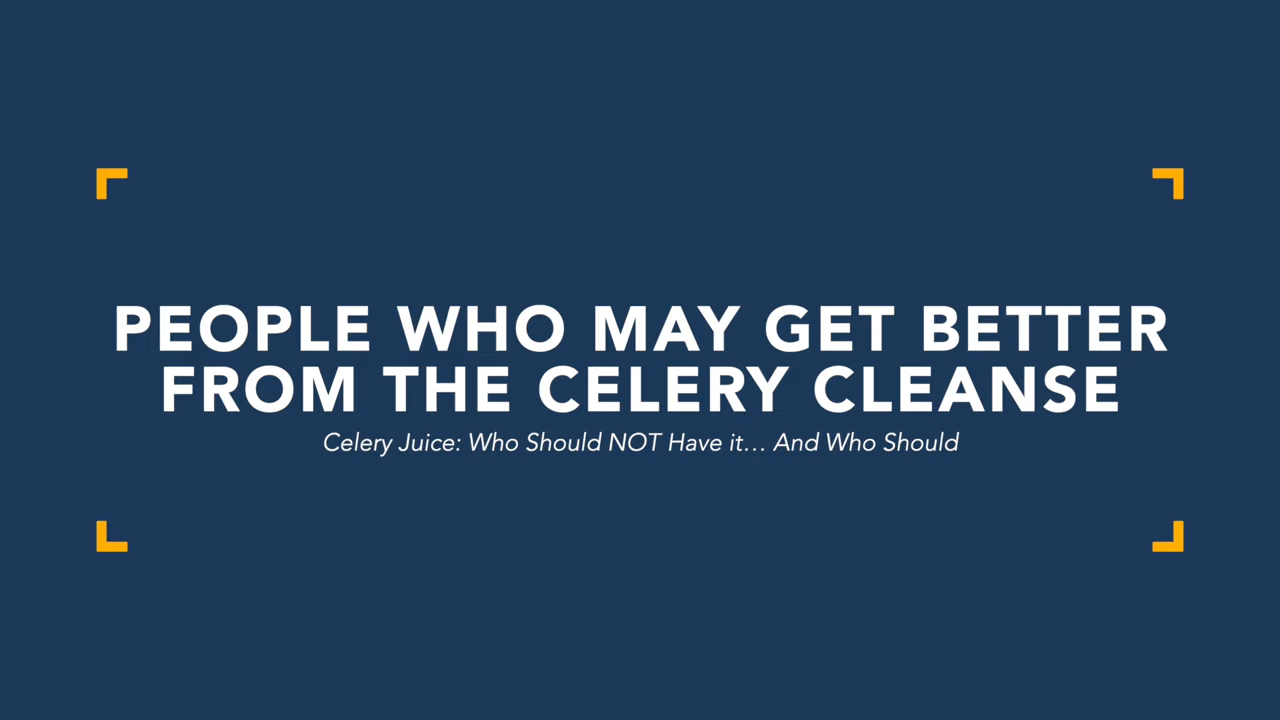 PEOPLE WHO MAY GET BETTER
FROM THE CELERY CLEANSE
Celery Juice: Who Should NOT Have it… And Who Should